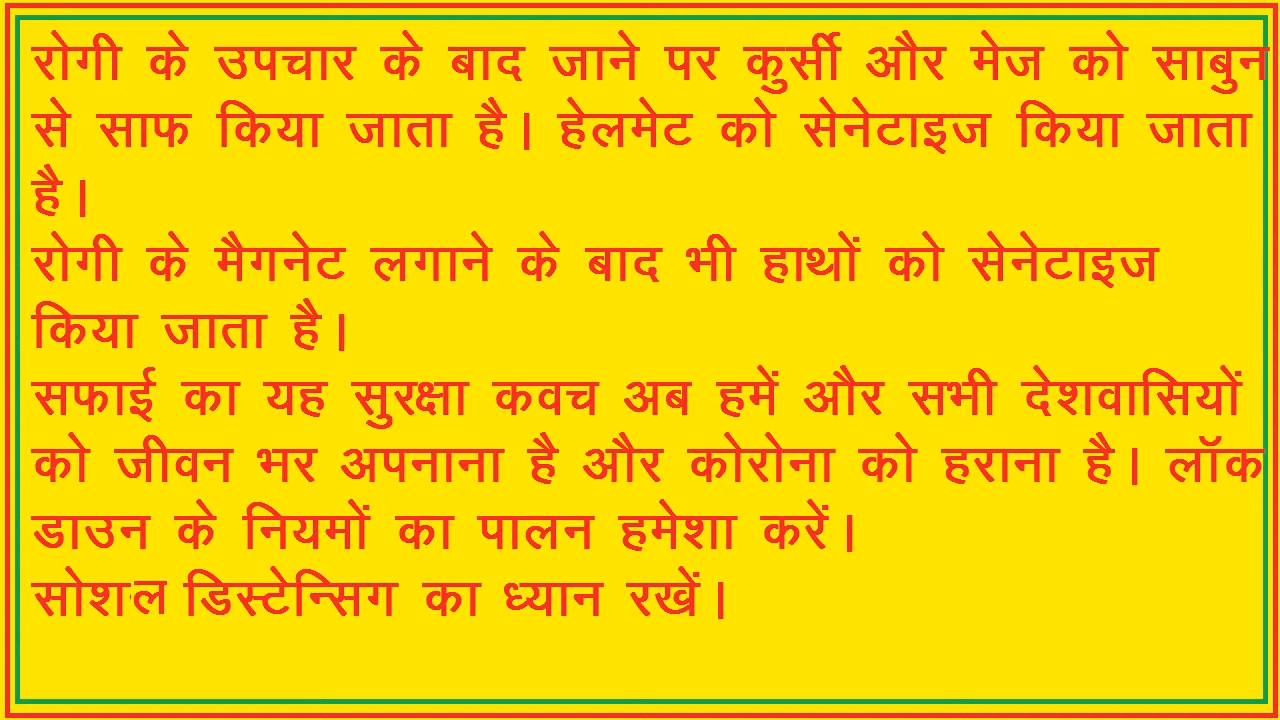 रोगी के उपचार के बाद जाने पर कुर्सी और मेज को साबुन
से साफ किया जाता है। हेलमेट को सेनेटाइज किया जाता
है।
रोगी के मैगनेट लगाने के बाद भी हाथों को सेनेटाइज
किया जाता है।
सफाई का यह सुरक्षा कवच अब हमें और सभी देशवासियों
को जीवन भर अपनाना है और कोरोना को हराना है। लॉक
डाउन के नियमों का पालन हमेशा करें।
सोशल डिस्टेन्सिग का ध्यान रखें।